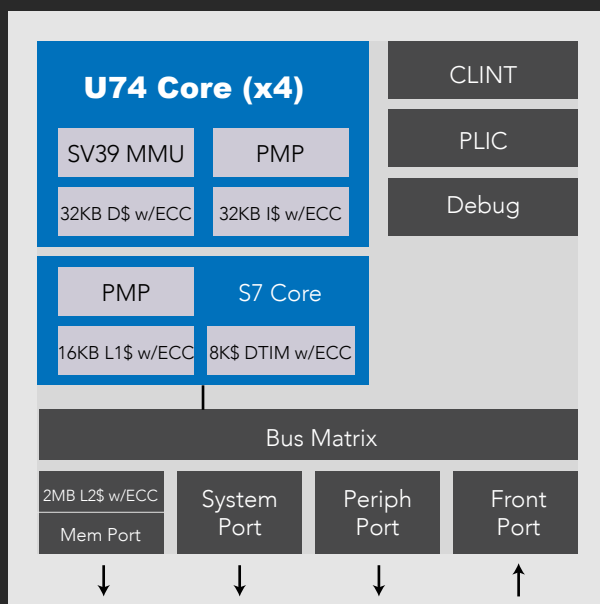 U74 Core (x4)
SV39 MMU
PMP
32KB D$ w/ECC
32KB I$ w/ECC
PMP
S7 Core
16KB L1$ w/ECC
8K$ DTIM w/ECC
CLINT
PLIC
Debug
Bus Matrix
2MB L2$ w/ECC
Mem Port
System
Port
Periph
Port
Front
Port